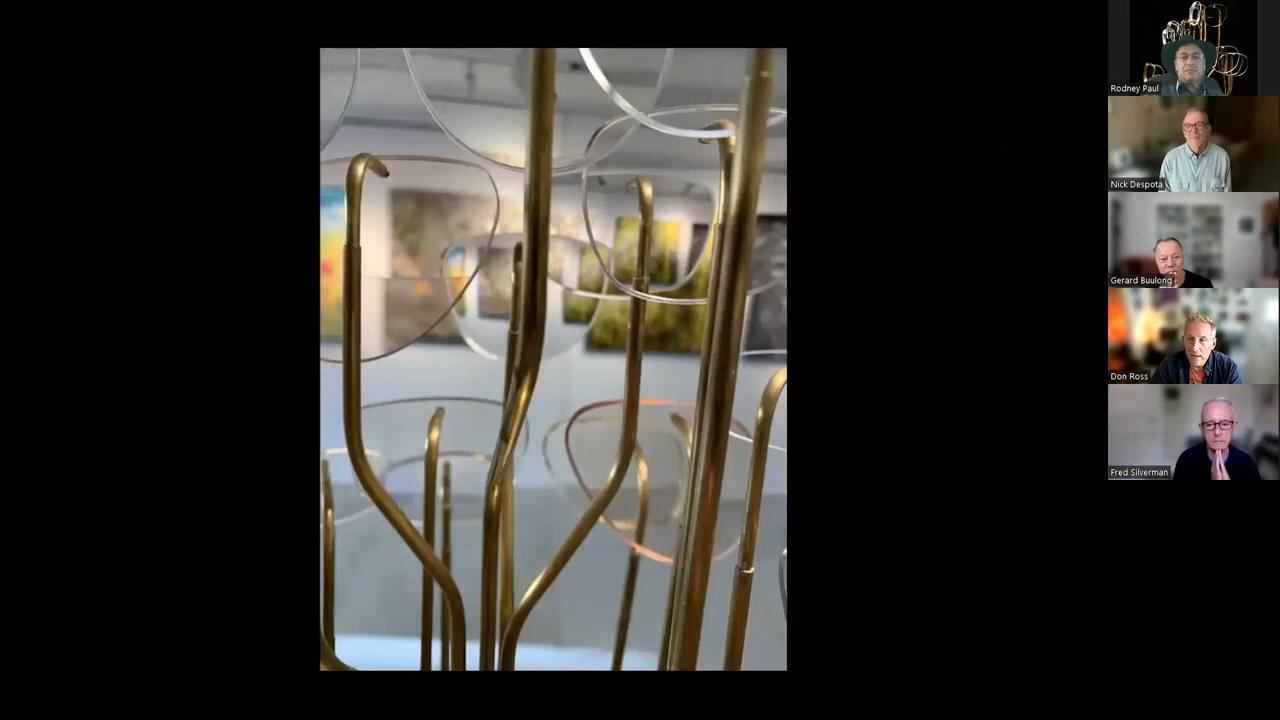 Rodney Paul
Nick Despota
Gerard Buulong
Don Ross
Fred Silverman